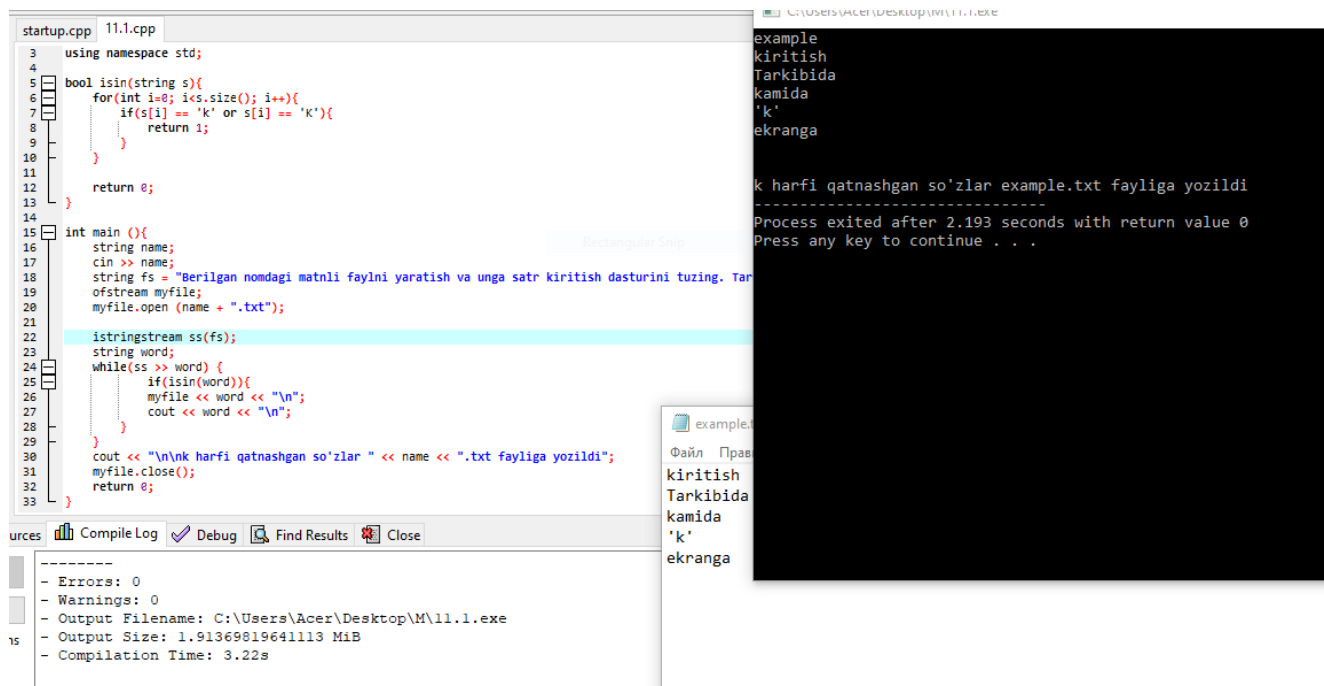 startup.cpp 11.1.cpp
3 using namespace std;
4
5 bool isin(string s){
6 for(int i=0; i<s.size(); i++){
7 if(s[i] == 'k' or s[i] == 'K'){
8 return 1;
9 }
10 }
11
12 return 0;
13 }
14
15 int main (){
16 string name;
17 cin >> name;
18 string fs = "Berilgan nomdagi matnli faylni yaratish va unga satr kiritish dasturini tuzing. Tar
19 ofstream myfile;
20 myfile.open (name + ".txt");
21
22 istringstream ss(fs);
23 string word;
24 while(ss >> word) {
25 if(isin(word)){
26 myfile << word << "\n";
27 cout << word << "\n";
28 }
29 }
30 cout << "\n\nk harfi qatnashgan so'zlar " << name << ".txt fayliga yozildi";
31 myfile.close();
32 return 0;
33 }
Rectangular Snip
urces Compile Log Debug Find Results Close
--------
- Errors: 0
- Warnings: 0
- Output Filename: C:\Users\Acer\Desktop\M\11.1.exe
- Output Size: 1.91369819641113 MiB
- Compilation Time: 3.22s
ns
C:\Users\Acer\Desktop\M\11.1.exe
example
kiritish
Tarkibida
kamida
'k'
ekranga
k harfi qatnashgan so'zlar example.txt fayliga yozildi
--------------------------------
Process exited after 2.193 seconds with return value 0
Press any key to continue . . .
example.t
Файл Прав
kiritish
Tarkibida
kamida
'k'
ekranga